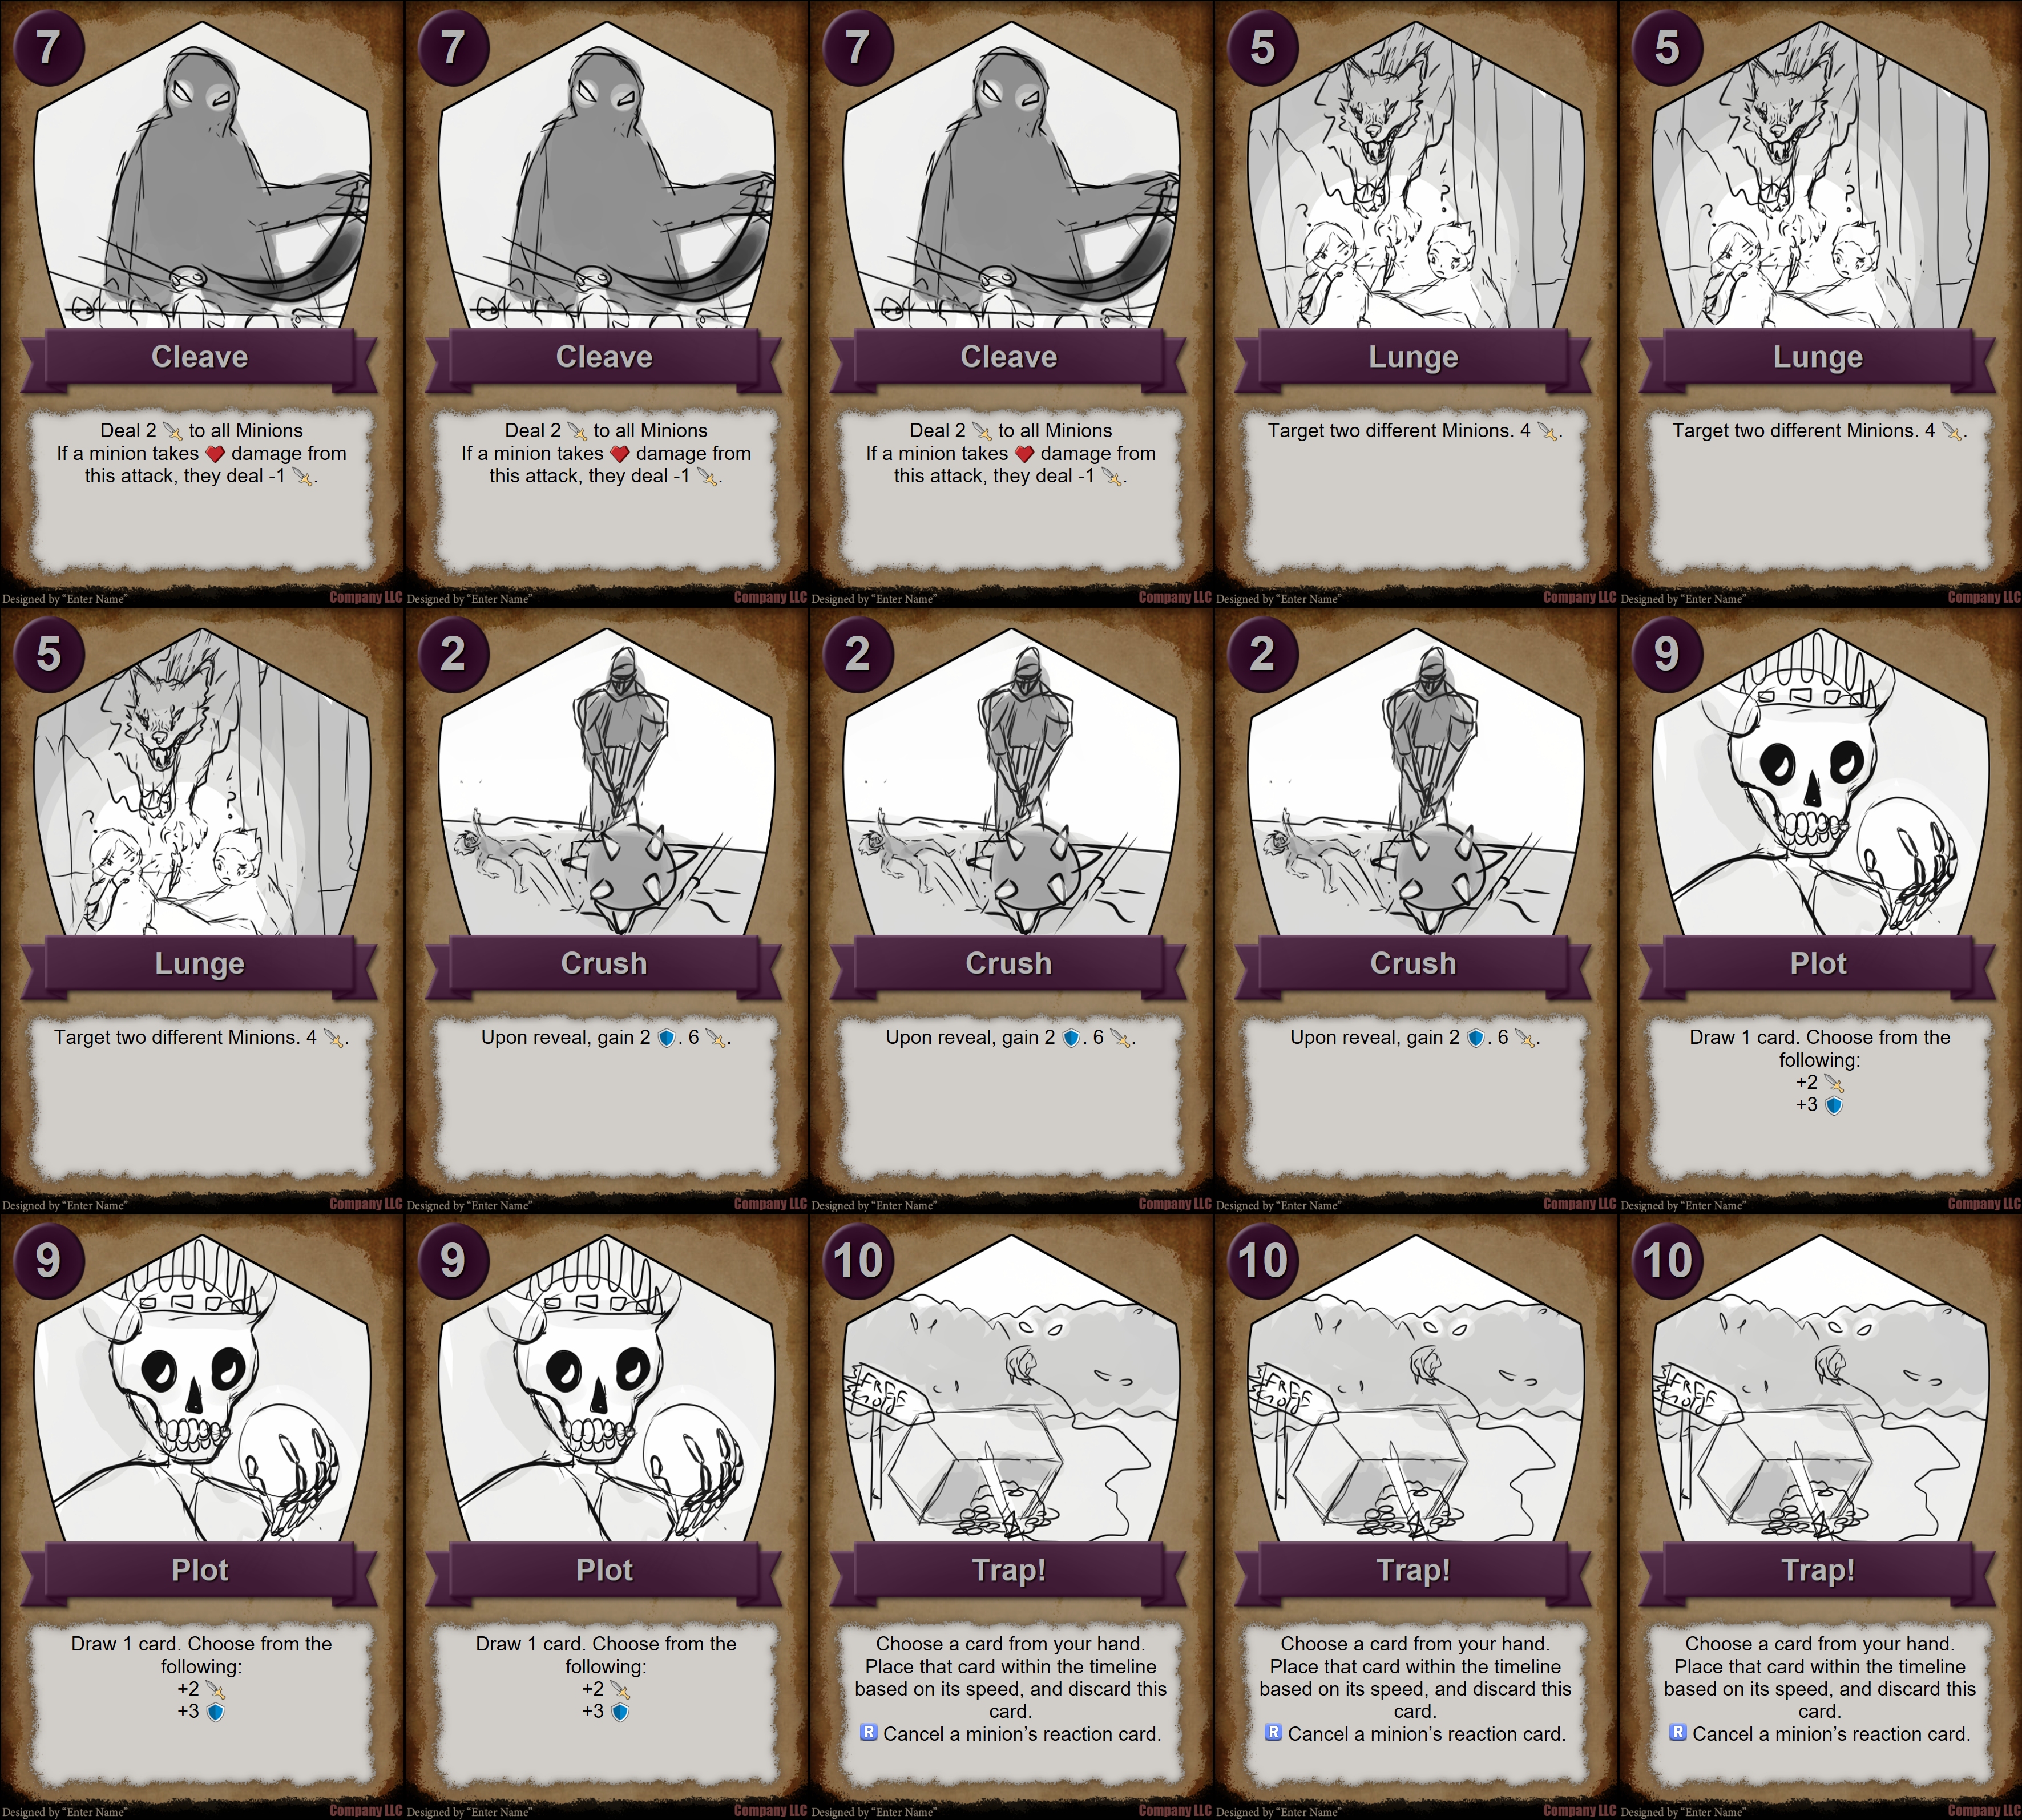 7
Cleave
Deal 2 to all Minions
If a minion takes damage from
this attack, they deal -1 .
Designed by “Enter Name”
Company LLC
7
Cleave
Deal 2 to all Minions
If a minion takes damage from
this attack, they deal -1 .
Designed by “Enter Name”
Company LLC
7
Cleave
Deal 2 to all Minions
If a minion takes damage from
this attack, they deal -1 .
Designed by “Enter Name”
Company LLC
5
? ?
Lunge
Target two different Minions. 4 .
Designed by “Enter Name”
Company LLC
5
? ?
Lunge
Target two different Minions. 4 .
Designed by “Enter Name”
Company LLC
5
? ?
Lunge
Target two different Minions. 4 .
Designed by “Enter Name”
Company LLC
2
Crush
Upon reveal, gain 2 . 6 .
Designed by “Enter Name”
Company LLC
2
Crush
Upon reveal, gain 2 . 6 .
Designed by “Enter Name”
Company LLC
2
Crush
Upon reveal, gain 2 . 6 .
Designed by “Enter Name”
Company LLC
9
Plot
Draw 1 card. Choose from the
following:
+2
+3
Designed by “Enter Name”
Company LLC
9
Plot
Draw 1 card. Choose from the
following:
+2
+3
Designed by “Enter Name”
Company LLC
9
Plot
Draw 1 card. Choose from the
following:
+2
+3
Designed by “Enter Name”
Company LLC
10
FREE
Trap!
Choose a card from your hand.
Place that card within the timeline
based on its speed, and discard this
card.
R Cancel a minion’s reaction card.
Designed by “Enter Name”
Company LLC
10
FREE
Trap!
Choose a card from your hand.
Place that card within the timeline
based on its speed, and discard this
card.
R Cancel a minion’s reaction card.
Designed by “Enter Name”
Company LLC
10
FREE
Trap!
Choose a card from your hand.
Place that card within the timeline
based on its speed, and discard this
card.
R Cancel a minion’s reaction card.
Designed by “Enter Name”
Company LLC